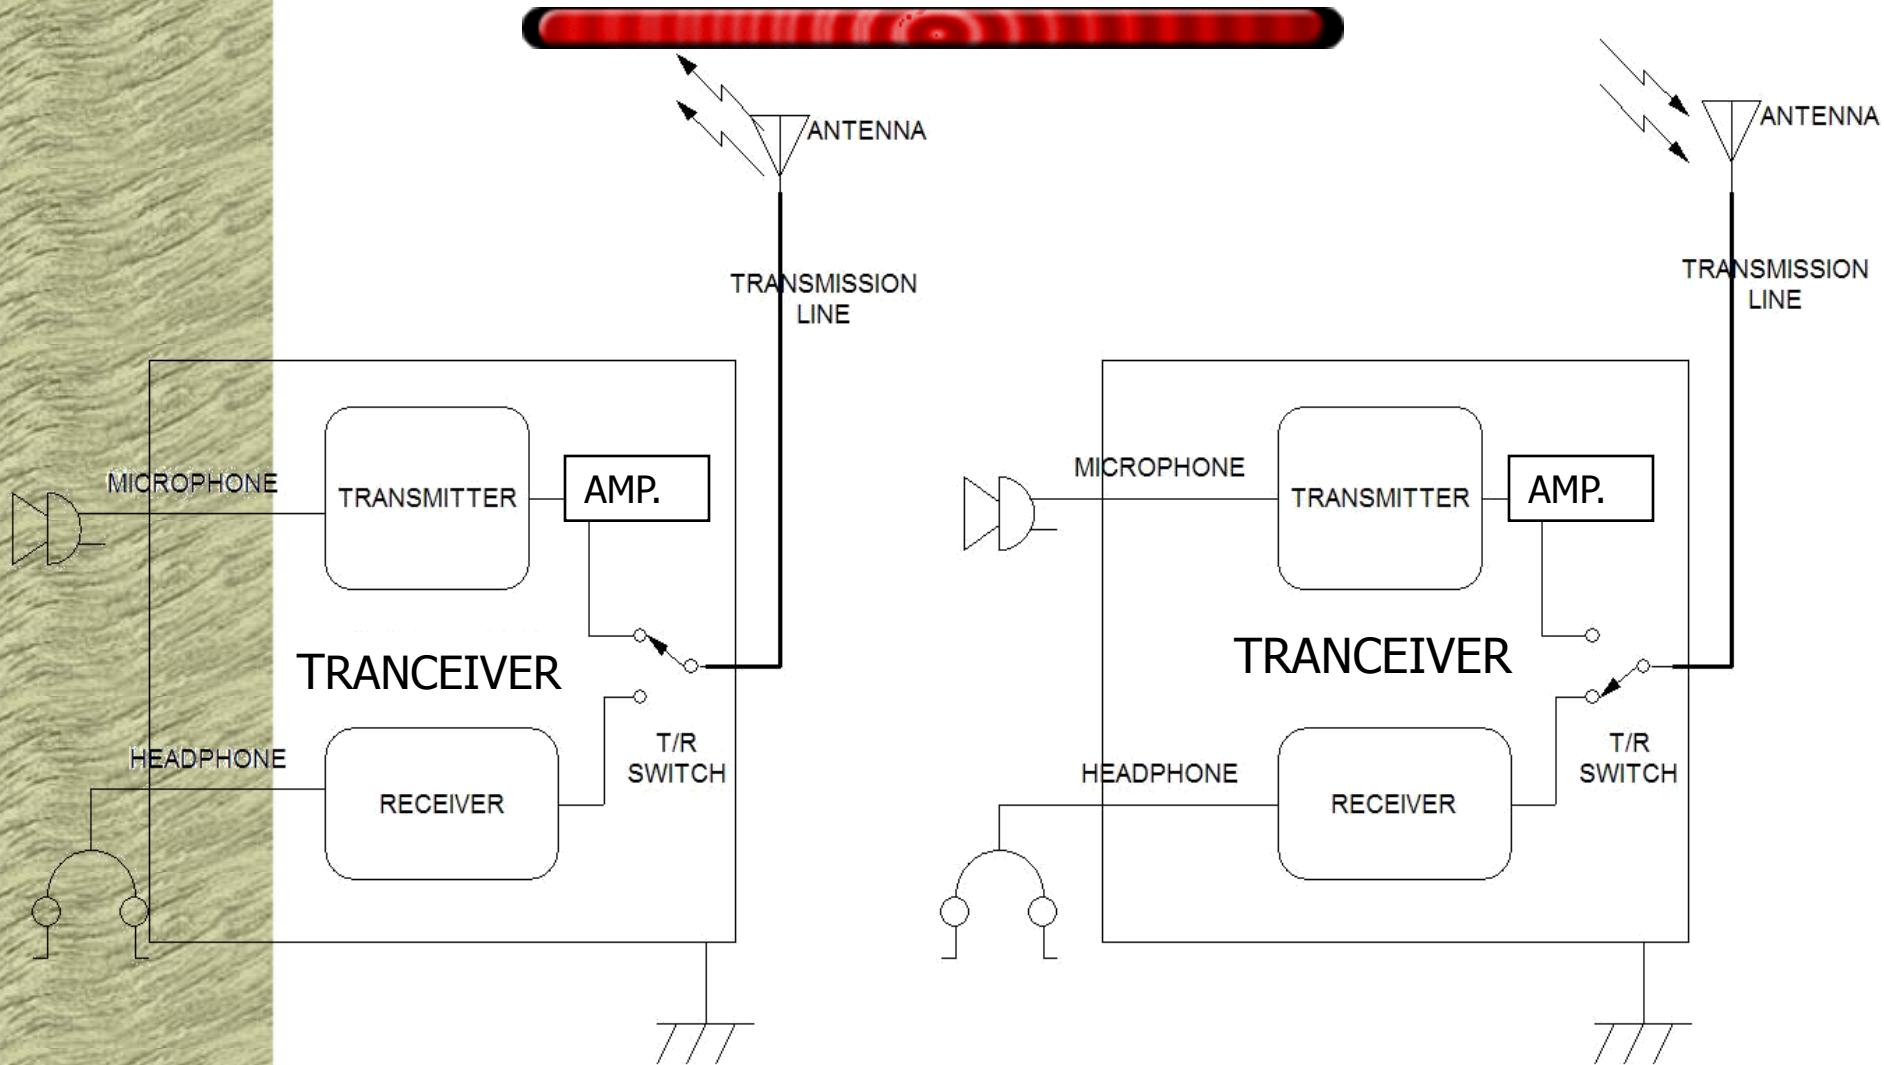 ANTENNA
TRANSMISSION
LINE
MICROPHONE
TRANSMITTER
AMP.
TRANCEIVER
HEADPHONE
RECEIVER
T/R
SWITCH
ANTENNA
TRANSMISSION
LINE
MICROPHONE
TRANSMITTER
AMP.
TRANCEIVER
HEADPHONE
RECEIVER
T/R
SWITCH